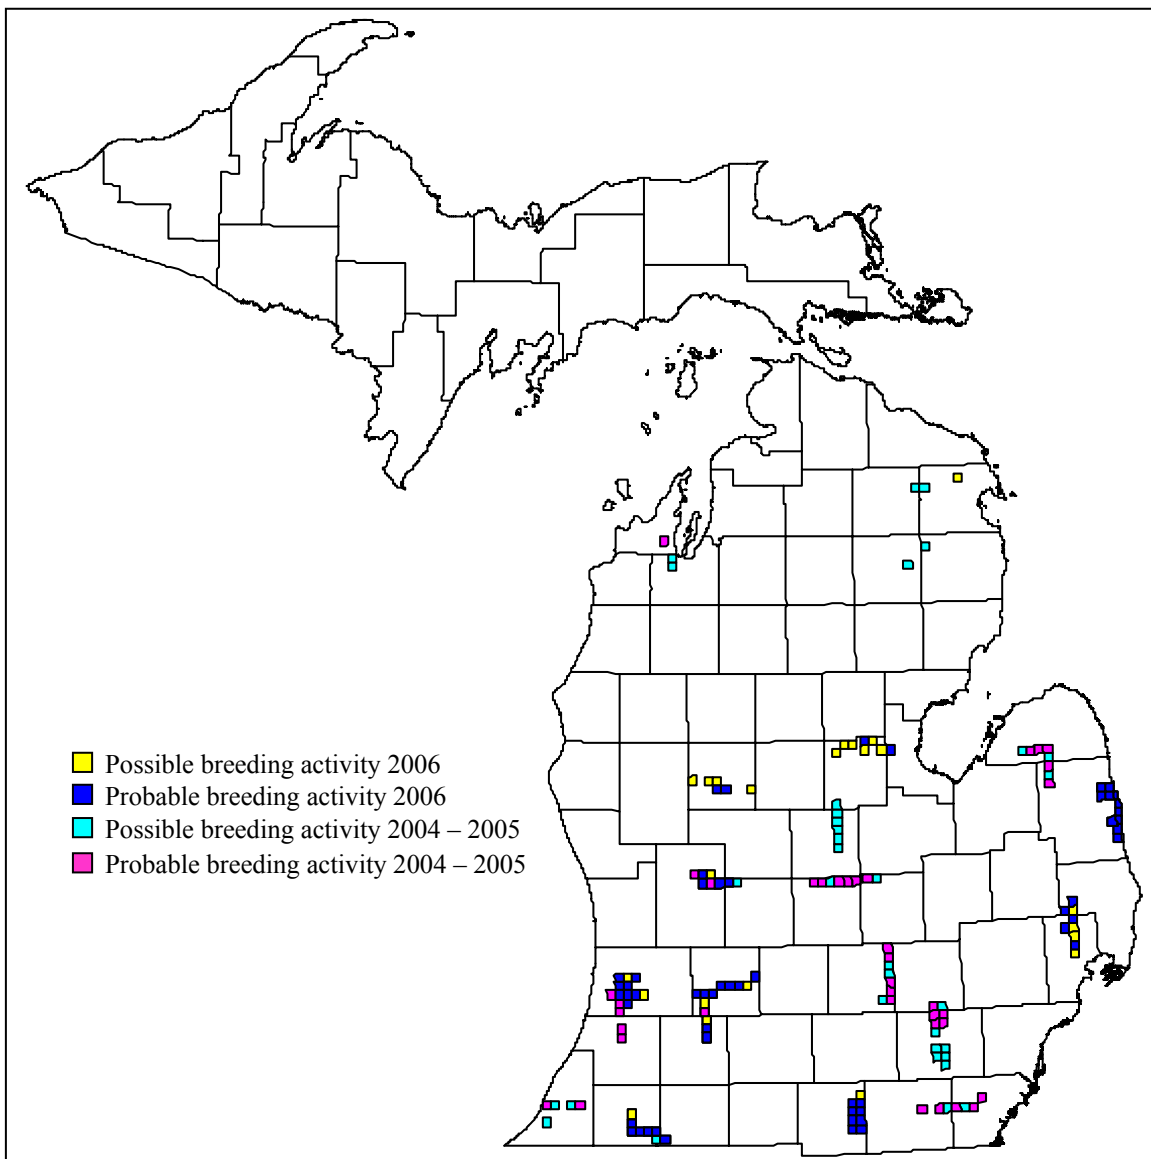 Possible breeding activity 2006
Probable breeding activity 2006
Possible breeding activity 2004 – 2005
Probable breeding activity 2004 – 2005